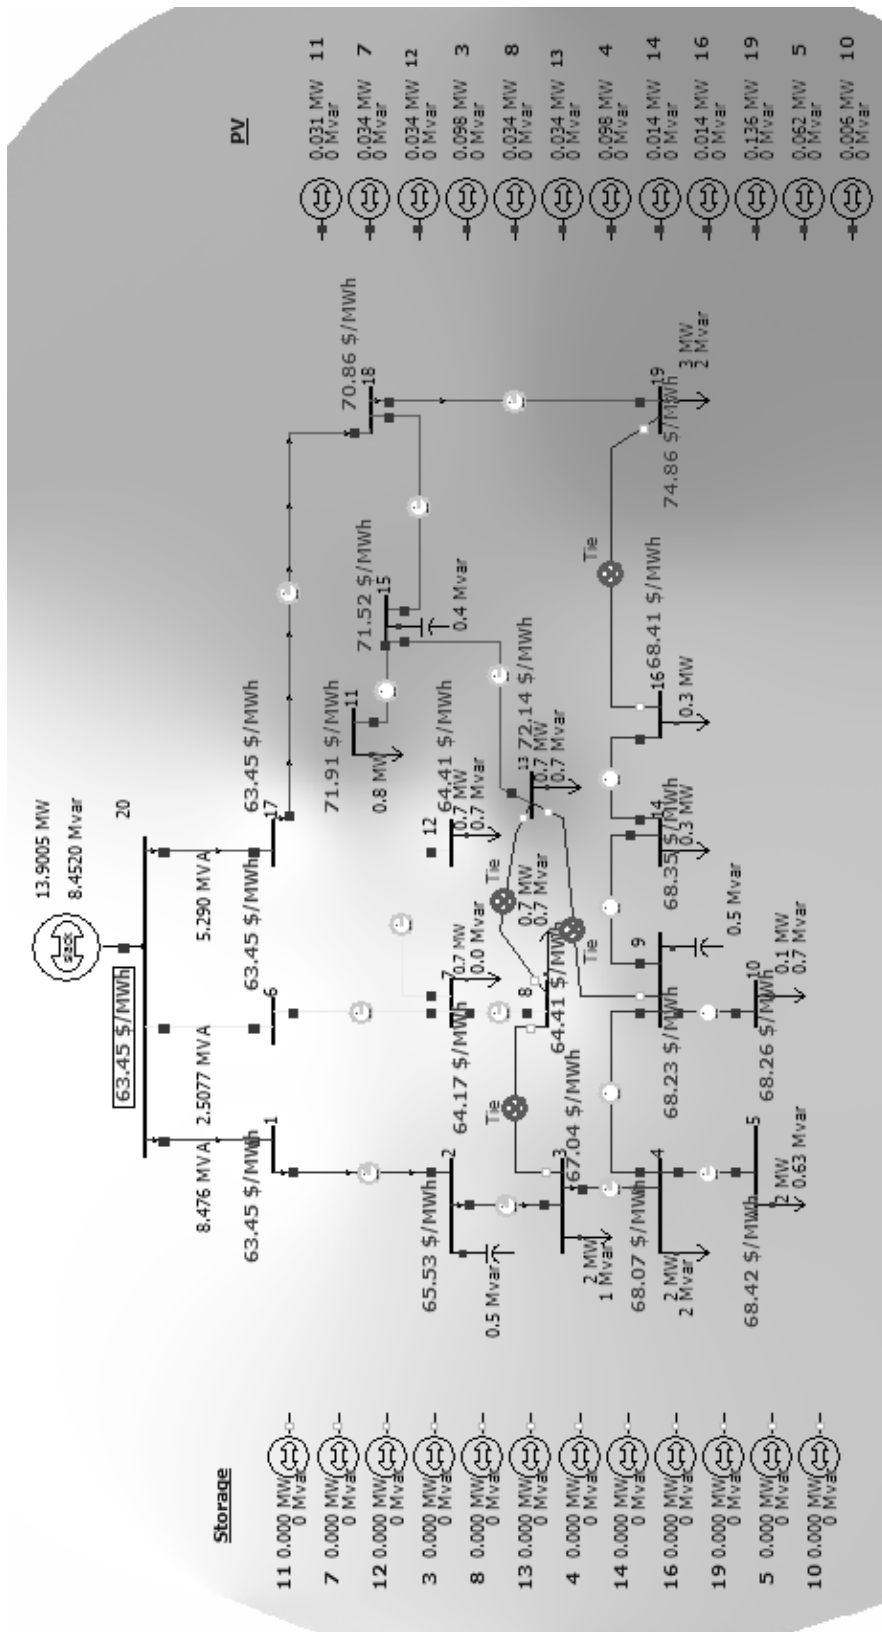 13.9005 MW
8.4520 Mvar
slack
20
63.45 $/MWh
8.476 MVA
2.5077 MVA
5.290 MVA
1
63.45 $/MWh
6
63.45 $/MWh
17
63.45 $/MWh
70.86 $/MWh
18
71.52 $/MWh
15
0.4 Mvar
71.91 $/MWh
11
0.8 MW
65.53 $/MWh
2
0.5 Mvar
64.17 $/MWh
7
0.7 MW
0.0 Mvar
64.41 $/MWh
12
0.7 MW
0.7 Mvar
Tie
Tie
Tie
Tie
8
64.41 $/MWh
0.7 MW
0.7 Mvar
13
72.14 $/MWh
0.7 MW
0.7 Mvar
3
67.04 $/MWh
2 MW
1 Mvar
68.07 $/MWh
4
2 MW
2 Mvar
68.23 $/MWh
9
0.5 Mvar
68.35 $/MWh
14
0.3 MW
16
68.41 $/MWh
0.3 MW
19
74.86 $/MWh
3 MW
2 Mvar
68.42 $/MWh
5
2 MW
0.63 Mvar
68.26 $/MWh
10
0.1 MW
0.7 Mvar
Storage
11 0.000 MW
0 Mvar
7 0.000 MW
0 Mvar
12 0.000 MW
0 Mvar
3 0.000 MW
0 Mvar
8 0.000 MW
0 Mvar
13 0.000 MW
0 Mvar
4 0.000 MW
0 Mvar
14 0.000 MW
0 Mvar
16 0.000 MW
0 Mvar
19 0.000 MW
0 Mvar
5 0.000 MW
0 Mvar
10 0.000 MW
0 Mvar
PV
0.031 MW 11
0 Mvar
0.034 MW 7
0 Mvar
0.034 MW 12
0 Mvar
0.098 MW 3
0 Mvar
0.034 MW 8
0 Mvar
0.034 MW 13
0 Mvar
0.098 MW 4
0 Mvar
0.014 MW 14
0 Mvar
0.014 MW 16
0 Mvar
0.136 MW 19
0 Mvar
0.062 MW 5
0 Mvar
0.006 MW 10
0 Mvar